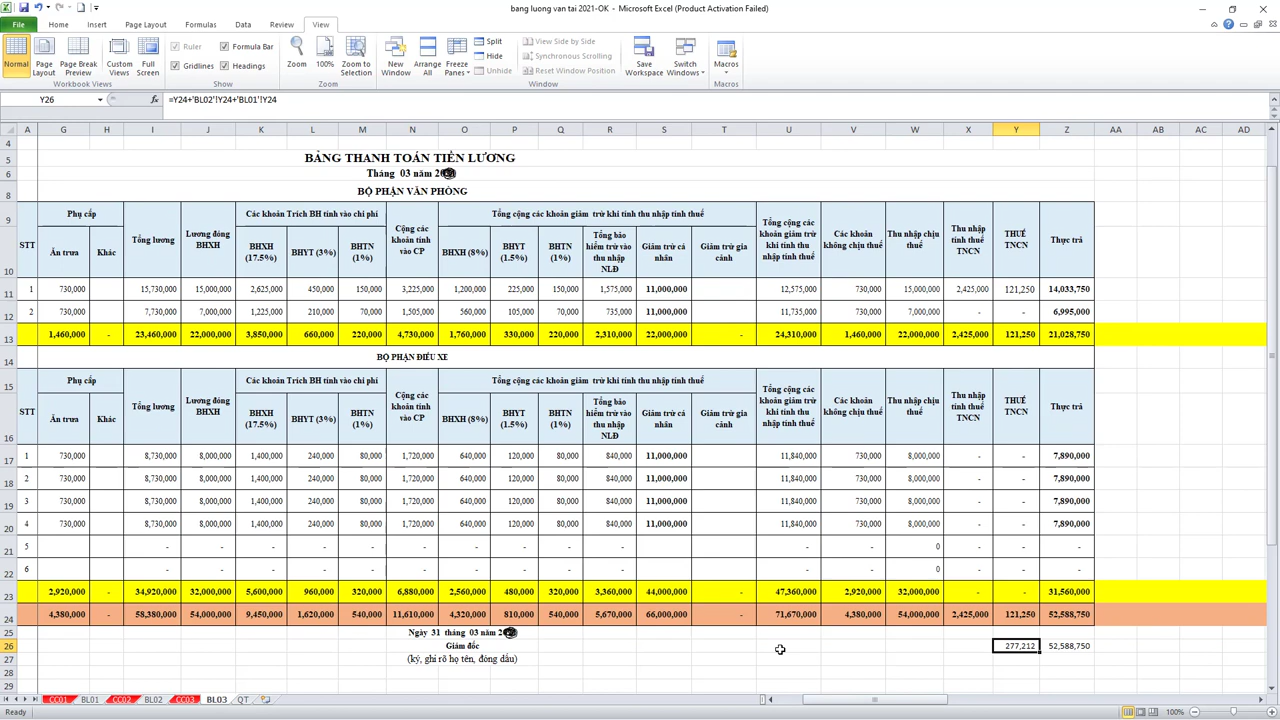 bang luong van tai 2021-OK - Microsoft Excel (Product Activation Failed)
File Home Insert Page Layout Formulas Data Review View
Normal Page Layout Page Break Preview Custom Views Full Screen
Ruler Formula Bar
Gridlines Headings
Zoom 100% Zoom to Selection
New Window Arrange All Freeze Panes
Split Hide Unhide
View Side by Side
Synchronous Scrolling
Reset Window Position
Save Workspace Switch Windows Macros
Workbook Views Show Zoom Window Macros
Y26 fx =Y24+'BL02'!Y24+'BL01'!Y24
A G H I J K L M N O P Q R S T U V W X Y Z AA AB AC AD
4
5 BẢNG THANH TOÁN TIỀN LƯƠNG
6 Tháng 03 năm
8 BỘ PHẬN VĂN PHÒNG
9 STT Phụ cấp Tổng lương Lương đóng BHXH Các khoản Trích BH tính vào chi phí Cộng các khoản tính vào CP Tổng cộng các khoản giảm trừ khi tính thu nhập tính thuế Tổng cộng các khoản giảm trừ khi tính thu nhập tính thuế Các khoản không chịu thuế Thu nhập chịu thuế Thu nhập tính thuế TNCN THUẾ TNCN Thực trả
10 Ăn trưa Khác BHXH (17.5%) BHYT (3%) BHTN (1%) BHXH (8%) BHYT (1.5%) BHTN (1%) Tổng bảo hiểm trừ vào thu nhập NLĐ Giảm trừ cá nhân Giảm trừ gia cảnh
11 1 730,000 15,730,000 15,000,000 2,625,000 450,000 150,000 3,225,000 1,200,000 225,000 150,000 1,575,000 11,000,000 12,575,000 730,000 15,000,000 2,425,000 121,250 14,033,750
12 2 730,000 7,730,000 7,000,000 1,225,000 210,000 70,000 1,505,000 560,000 105,000 70,000 735,000 11,000,000 11,735,000 730,000 7,000,000 - - 6,995,000
13 1,460,000 - 23,460,000 22,000,000 3,850,000 660,000 220,000 4,730,000 1,760,000 330,000 220,000 2,310,000 22,000,000 - 24,310,000 1,460,000 22,000,000 2,425,000 121,250 21,028,750
14 BỘ PHẬN ĐIỀU XE
15 STT Phụ cấp Tổng lương Lương đóng BHXH Các khoản Trích BH tính vào chi phí Cộng các khoản tính vào CP Tổng cộng các khoản giảm trừ khi tính thu nhập tính thuế Tổng cộng các khoản giảm trừ khi tính thu nhập tính thuế Các khoản không chịu thuế Thu nhập chịu thuế Thu nhập tính thuế TNCN THUẾ TNCN Thực trả
16 Ăn trưa Khác BHXH (17.5%) BHYT (3%) BHTN (1%) BHXH (8%) BHYT (1.5%) BHTN (1%) Tổng bảo hiểm trừ vào thu nhập NLĐ Giảm trừ cá nhân Giảm trừ gia cảnh
17 1 730,000 8,730,000 8,000,000 1,400,000 240,000 80,000 1,720,000 640,000 120,000 80,000 840,000 11,000,000 11,840,000 730,000 8,000,000 - - 7,890,000
18 2 730,000 8,730,000 8,000,000 1,400,000 240,000 80,000 1,720,000 640,000 120,000 80,000 840,000 11,000,000 11,840,000 730,000 8,000,000 - - 7,890,000
19 3 730,000 8,730,000 8,000,000 1,400,000 240,000 80,000 1,720,000 640,000 120,000 80,000 840,000 11,000,000 11,840,000 730,000 8,000,000 - - 7,890,000
20 4 730,000 8,730,000 8,000,000 1,400,000 240,000 80,000 1,720,000 640,000 120,000 80,000 840,000 11,000,000 11,840,000 730,000 8,000,000 - - 7,890,000
21 5 - - - - - - - - - - - - 0 - - -
22 6 - - - - - - - - - - - - 0 - - -
23 2,920,000 - 34,920,000 32,000,000 5,600,000 960,000 320,000 6,880,000 2,560,000 480,000 320,000 3,360,000 44,000,000 - 47,360,000 2,920,000 32,000,000 - - 31,560,000
24 4,380,000 - 58,380,000 54,000,000 9,450,000 1,620,000 540,000 11,610,000 4,320,000 810,000 540,000 5,670,000 66,000,000 - 71,670,000 4,380,000 54,000,000 2,425,000 121,250 52,588,750
25 Ngày 31 tháng 03 năm
26 Giám đốc 277,212 52,588,750
27 (ký, ghi rõ họ tên, đóng dấu)
28
29
CC01 BL01 CC02 BL02 CC03 BL03 QT
Ready 100%